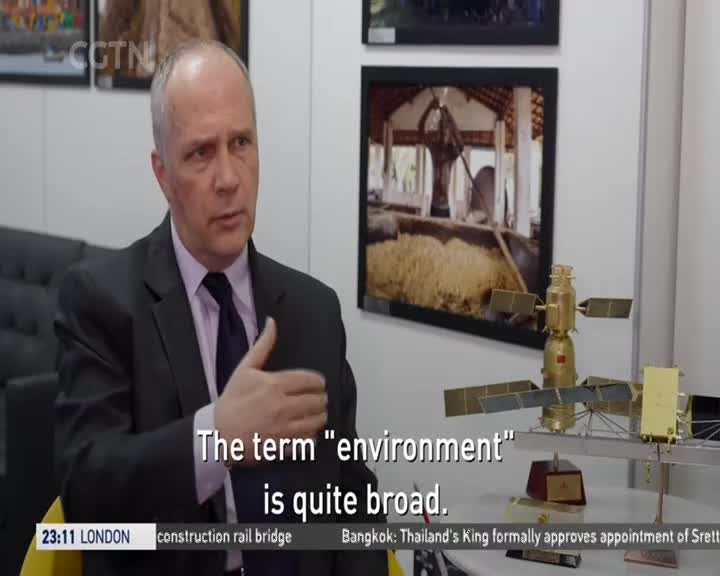 CGTN
The term "environment"
is quite broad.
23:11 LONDON construction rail bridge Bangkok: Thailand's King formally approves appointment of Srett